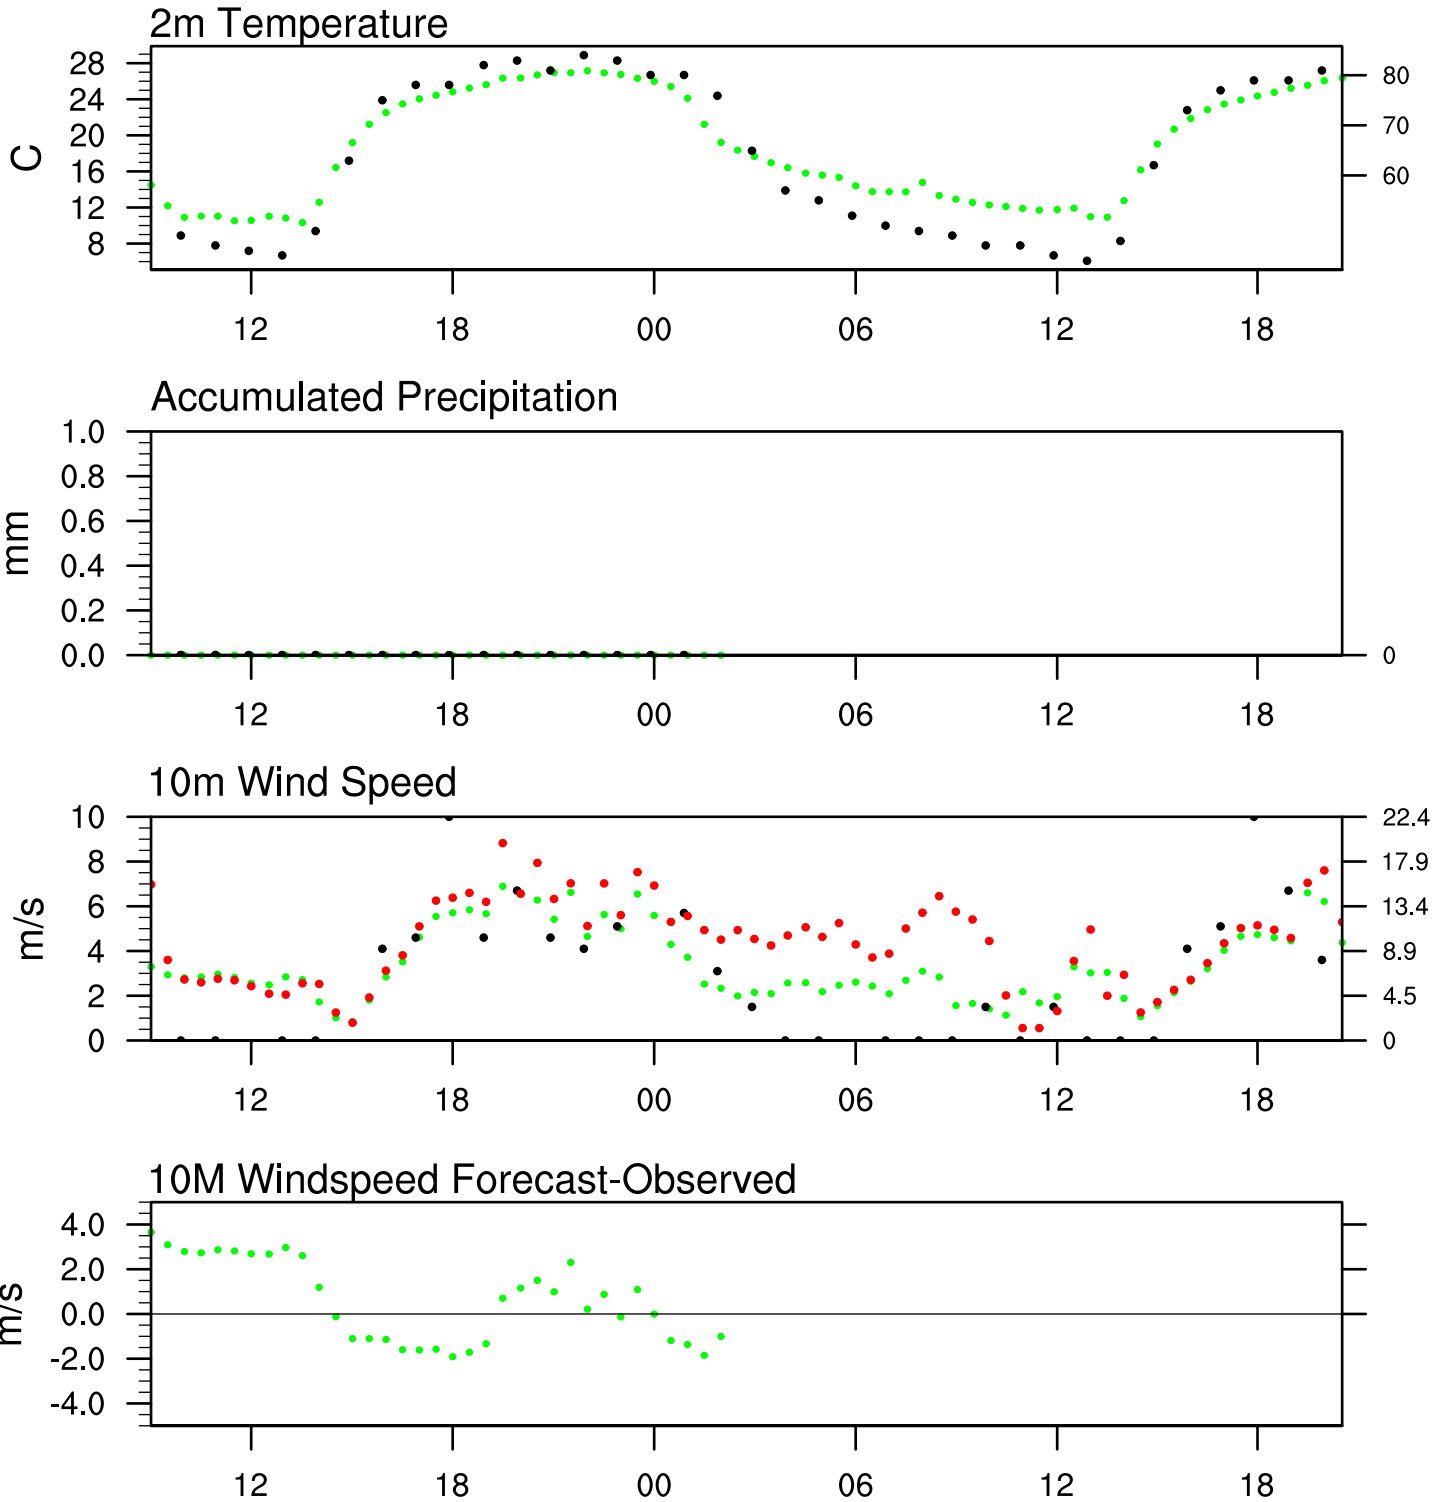 2m Temperature
28
24
20
16
12
8
C
80
70
60
12 18 00 06 12 18
Accumulated Precipitation
1.0
0.8
0.6
0.4
0.2
0.0
mm
0
12 18 00 06 12 18
10m Wind Speed
10
8
6
4
2
0
m/s
22.4
17.9
13.4
8.9
4.5
0
12 18 00 06 12 18
10M Windspeed Forecast-Observed
4.0
2.0
0.0
-2.0
-4.0
m/s
12 18 00 06 12 18